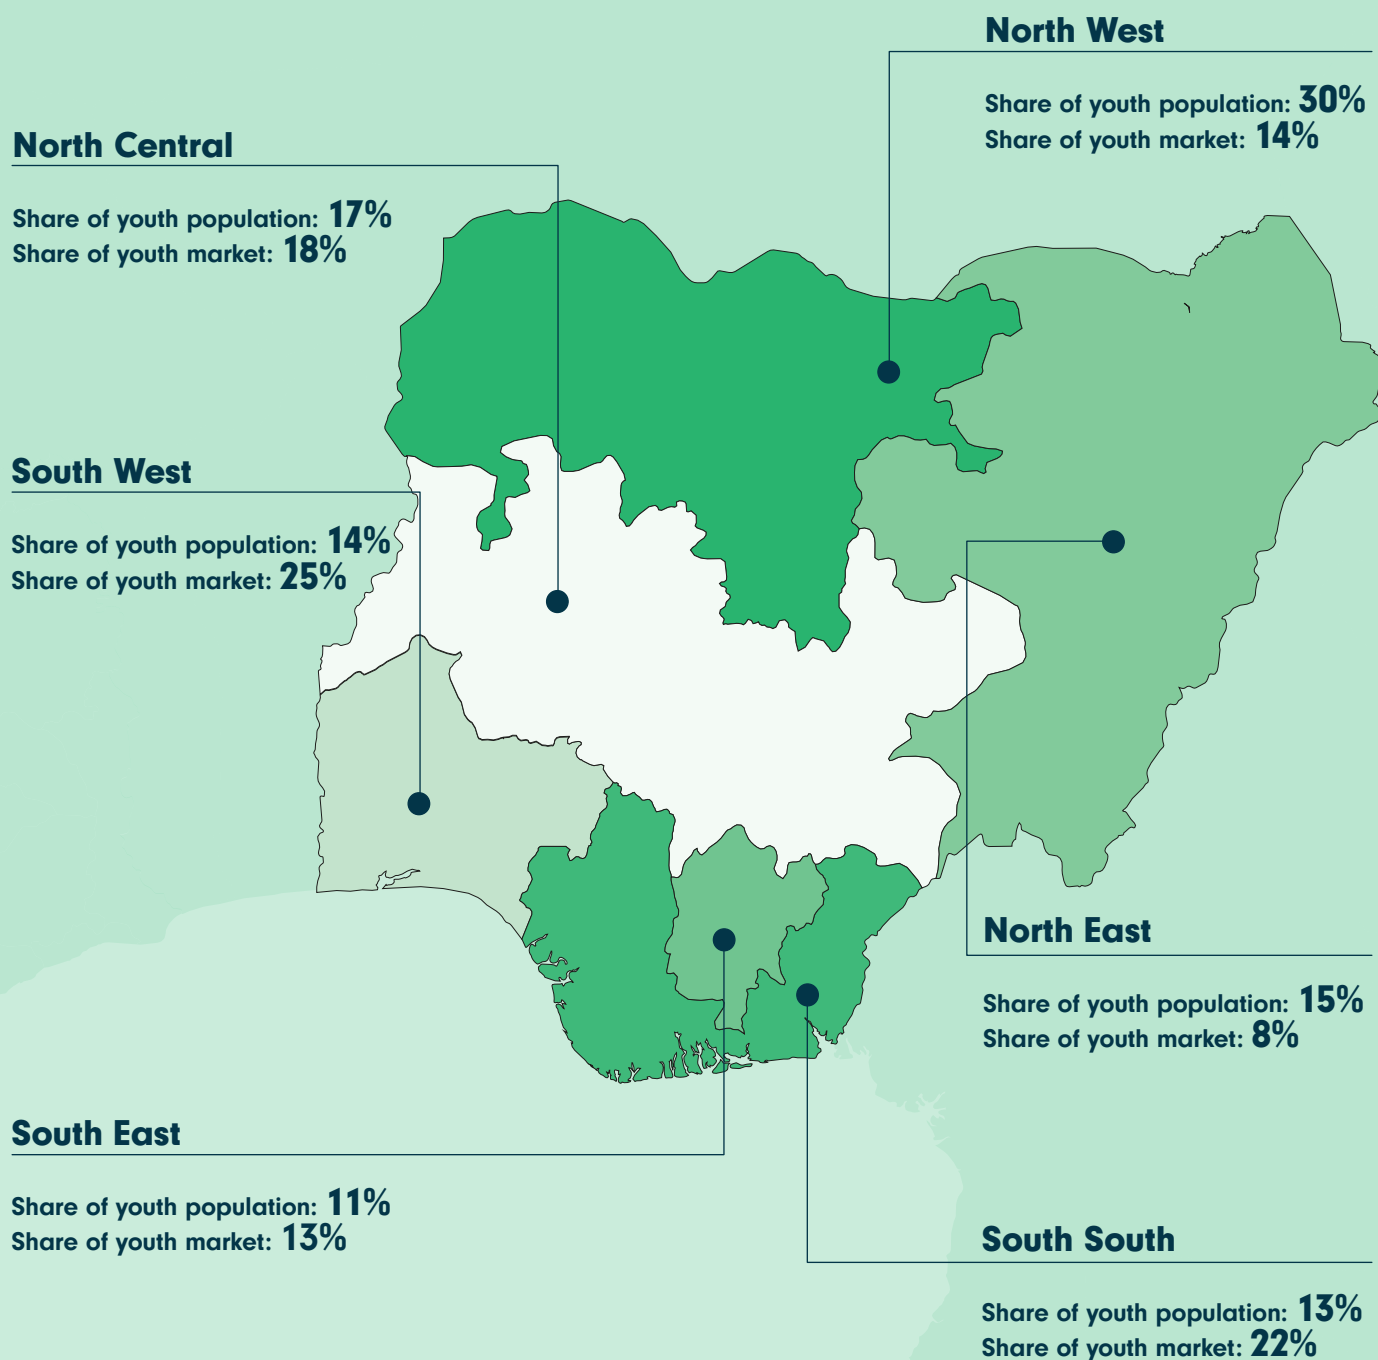 North West
Share of youth population: 30%
Share of youth market: 14%
North Central
Share of youth population: 17%
Share of youth market: 18%
South West
Share of youth population: 14%
Share of youth market: 25%
North East
Share of youth population: 15%
Share of youth market: 8%
South East
Share of youth population: 11%
Share of youth market: 13%
South South
Share of youth population: 13%
Share of youth market: 22%